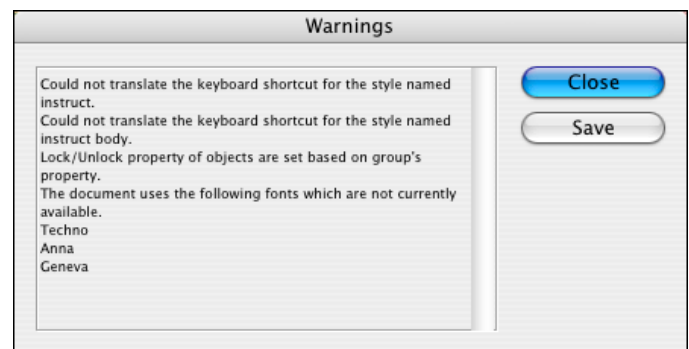 Warnings
Could not translate the keyboard shortcut for the style named
instruct.
Could not translate the keyboard shortcut for the style named
instruct body.
Lock/Unlock property of objects are set based on group's
property.
The document uses the following fonts which are not currently
available.
Techno
Anna
Geneva
Close
Save